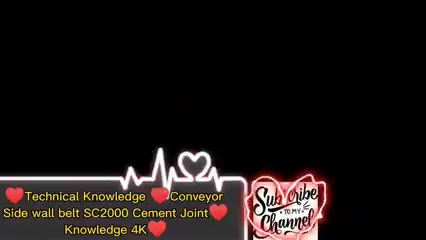 ♥️Technical Knowledge ♥️Conveyor
Side wall belt SC2000 Cement Joint♥️
Knowledge 4K♥️
Subscribe
TO MY
Channel